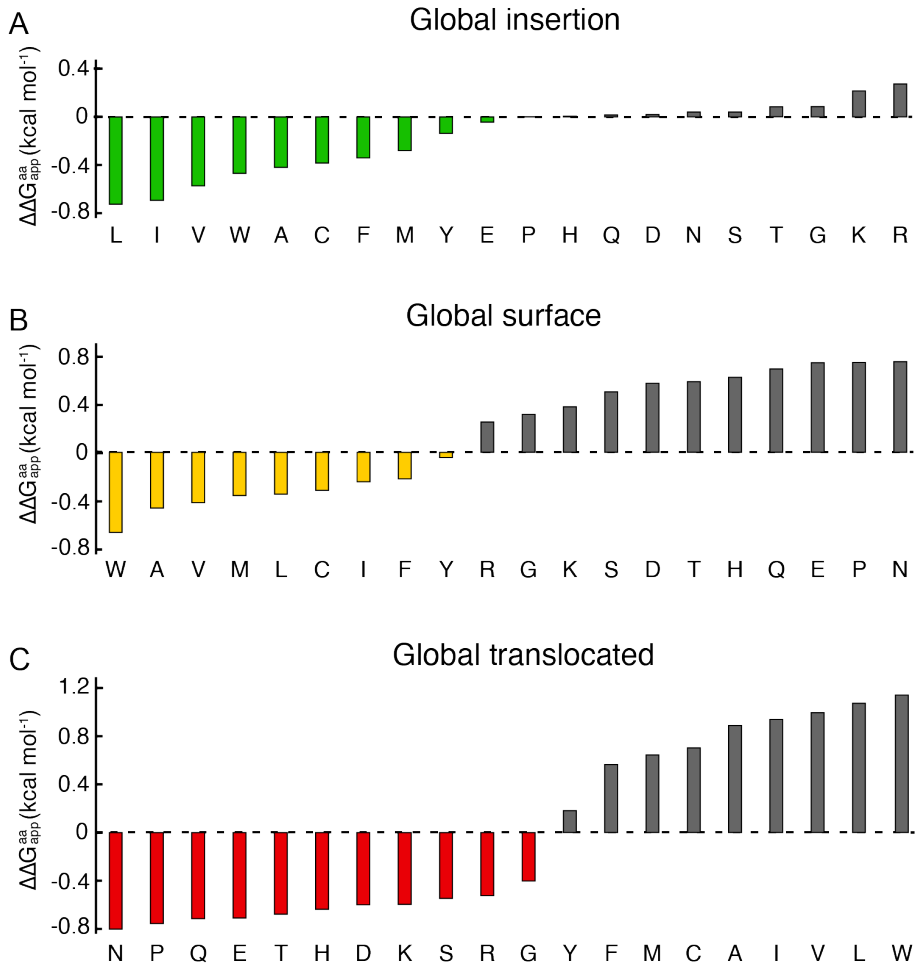 A
Global insertion
ΔΔG^aa_app (kcal mol⁻¹)
0.4
0
-0.4
-0.8
L I V W A C F M Y E P H Q D N S T G K R
B
Global surface
ΔΔG^aa_app (kcal mol⁻¹)
0.8
0.4
0
-0.4
-0.8
W A V M L C I F Y R G K S D T H Q E P N
C
Global translocated
ΔΔG^aa_app (kcal mol⁻¹)
1.2
0.8
0.4
0
-0.4
-0.8
N P Q E T H D K S R G Y F M C A I V L W